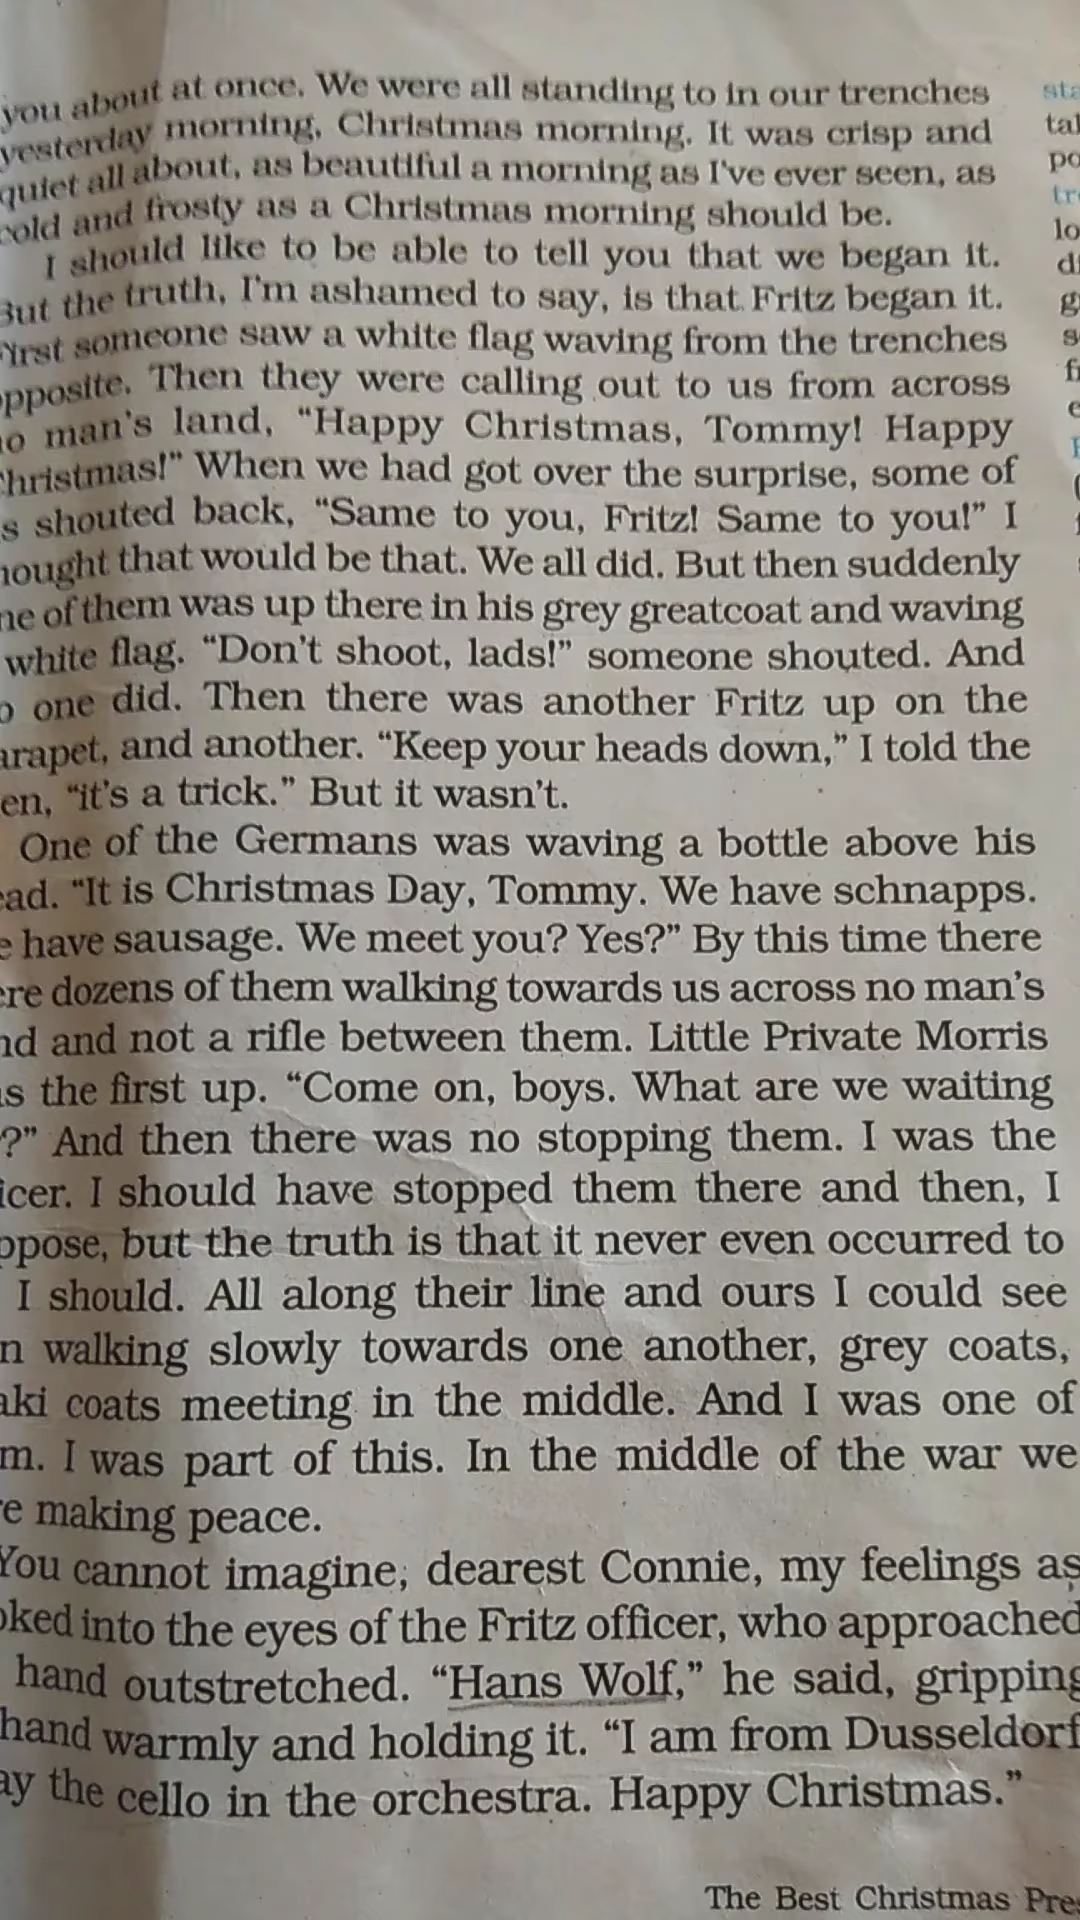 you about at once. We were all standing to in our trenches
yesterday morning, Christmas morning. It was crisp and
quiet all about, as beautiful a morning as I've ever seen, as
cold and frosty as a Christmas morning should be.
I should like to be able to tell you that we began it.
But the truth, I'm ashamed to say, is that Fritz began it.
First someone saw a white flag waving from the trenches
opposite. Then they were calling out to us from across
no man's land, “Happy Christmas, Tommy! Happy
Christmas!” When we had got over the surprise, some of
s shouted back, “Same to you, Fritz! Same to you!” I
hought that would be that. We all did. But then suddenly
ne of them was up there in his grey greatcoat and waving
white flag. “Don't shoot, lads!” someone shouted. And
o one did. Then there was another Fritz up on the
arapet, and another. “Keep your heads down,” I told the
en, “it's a trick.” But it wasn't.
One of the Germans was waving a bottle above his
ead. “It is Christmas Day, Tommy. We have schnapps.
e have sausage. We meet you? Yes?” By this time there
ere dozens of them walking towards us across no man's
nd and not a rifle between them. Little Private Morris
as the first up. “Come on, boys. What are we waiting
?” And then there was no stopping them. I was the
icer. I should have stopped them there and then, I
ppose, but the truth is that it never even occurred to
I should. All along their line and ours I could see
n walking slowly towards one another, grey coats,
aki coats meeting in the middle. And I was one of
m. I was part of this. In the middle of the war we
re making peace.
You cannot imagine, dearest Connie, my feelings as
oked into the eyes of the Fritz officer, who approached
hand outstretched. “Hans Wolf,” he said, gripping
hand warmly and holding it. “I am from Dusseldorf
ay the cello in the orchestra. Happy Christmas.”
The Best Christmas Pres